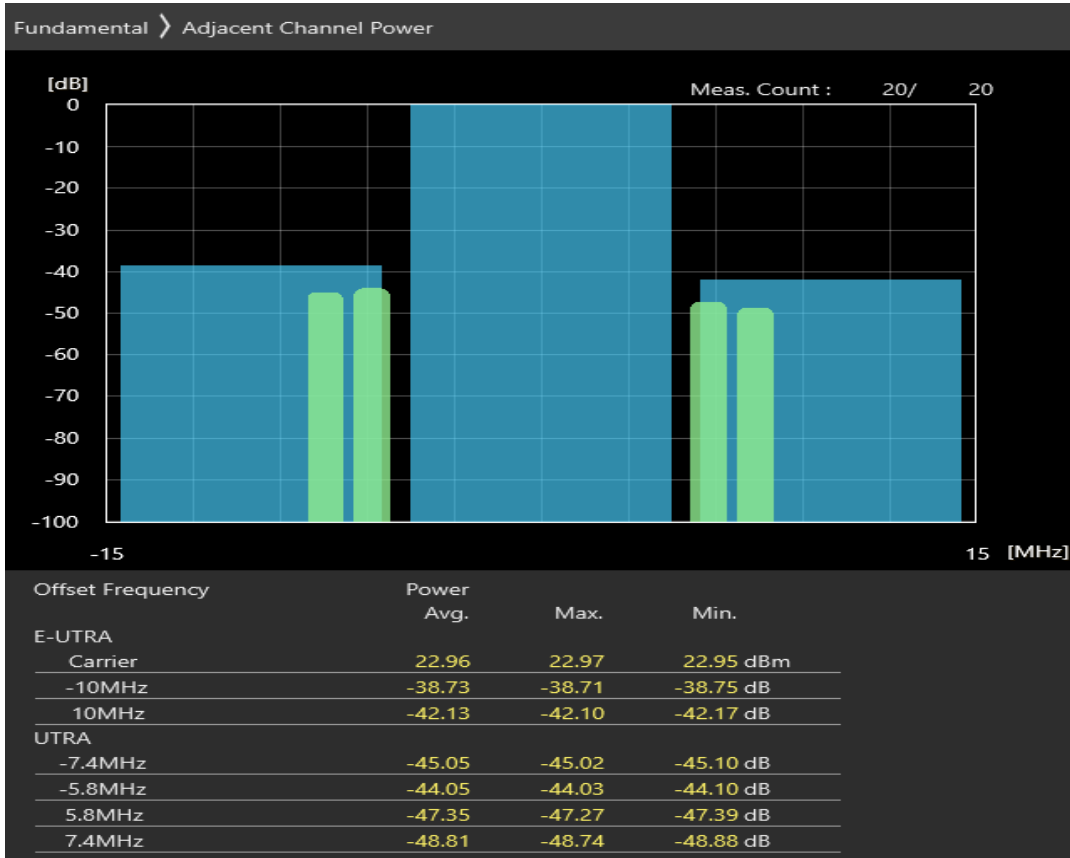 Fundamental 〉 Adjacent Channel Power
[dB]
Meas. Count : 20/ 20
0
-10
-20
-30
-40
-50
-60
-70
-80
-90
-100
-15 15 [MHz]
Offset Frequency Power
Avg. Max. Min.
E-UTRA
Carrier 22.96 22.97 22.95 dBm
-10MHz -38.73 -38.71 -38.75 dB
10MHz -42.13 -42.10 -42.17 dB
UTRA
-7.4MHz -45.05 -45.02 -45.10 dB
-5.8MHz -44.05 -44.03 -44.10 dB
5.8MHz -47.35 -47.27 -47.39 dB
7.4MHz -48.81 -48.74 -48.88 dB